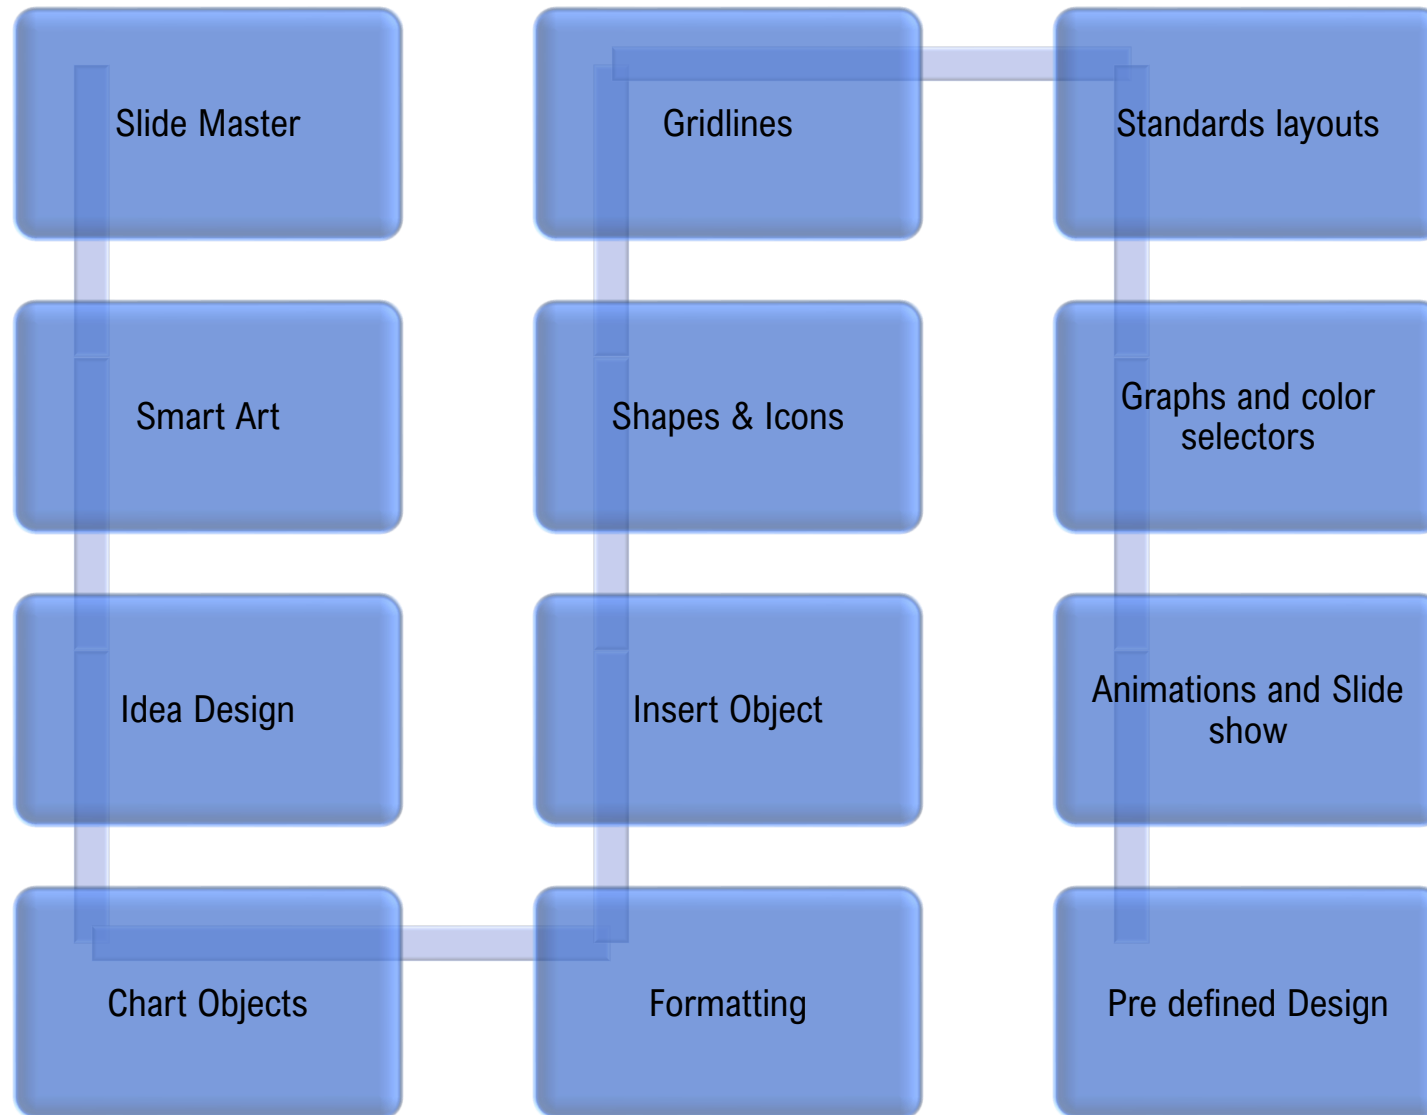 Slide Master
Smart Art
Idea Design
Chart Objects
Formatting
Insert Object
Shapes & Icons
Gridlines
Standards layouts
Graphs and color
selectors
Animations and Slide
show
Pre defined Design